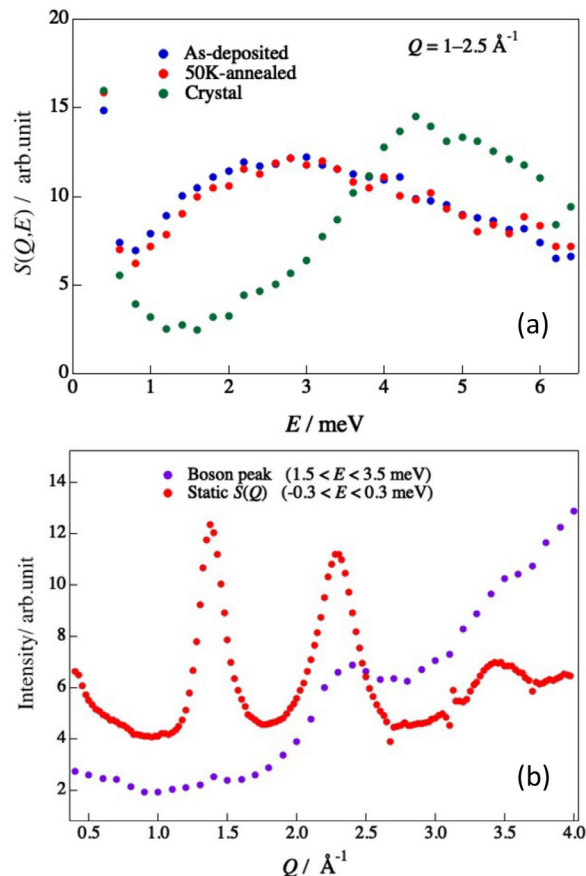 20
15
10
5
0
S(Q,E) / arb.unit
As-deposited
50K-annealed
Crystal
Q = 1–2.5 Å⁻¹
(a)
0 1 2 3 4 5 6
E / meV
14
12
10
8
6
4
2
Intensity/ arb.unit
Boson peak (1.5 < E < 3.5 meV)
Static S(Q) (-0.3 < E < 0.3 meV)
(b)
0.5 1.0 1.5 2.0 2.5 3.0 3.5 4.0
Q / Å⁻¹